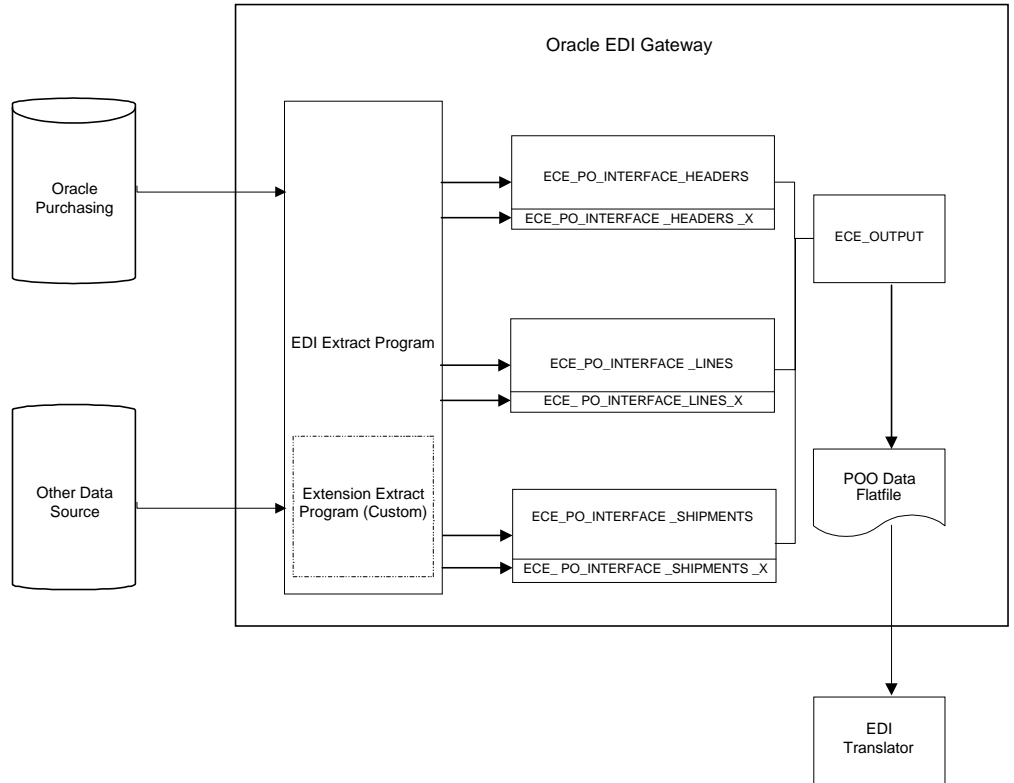 Oracle EDI Gateway
Oracle
Purchasing
EDI Extract Program
ECE_PO_INTERFACE_HEADERS
ECE_PO_INTERFACE _HEADERS _X
ECE_OUTPUT
ECE_PO_INTERFACE _LINES
ECE_ PO_INTERFACE_LINES_X
Other Data
Source
Extension Extract
Program (Custom)
ECE_PO_INTERFACE _SHIPMENTS
ECE_ PO_INTERFACE _SHIPMENTS _X
POO Data
Flatfile
EDI
Translator